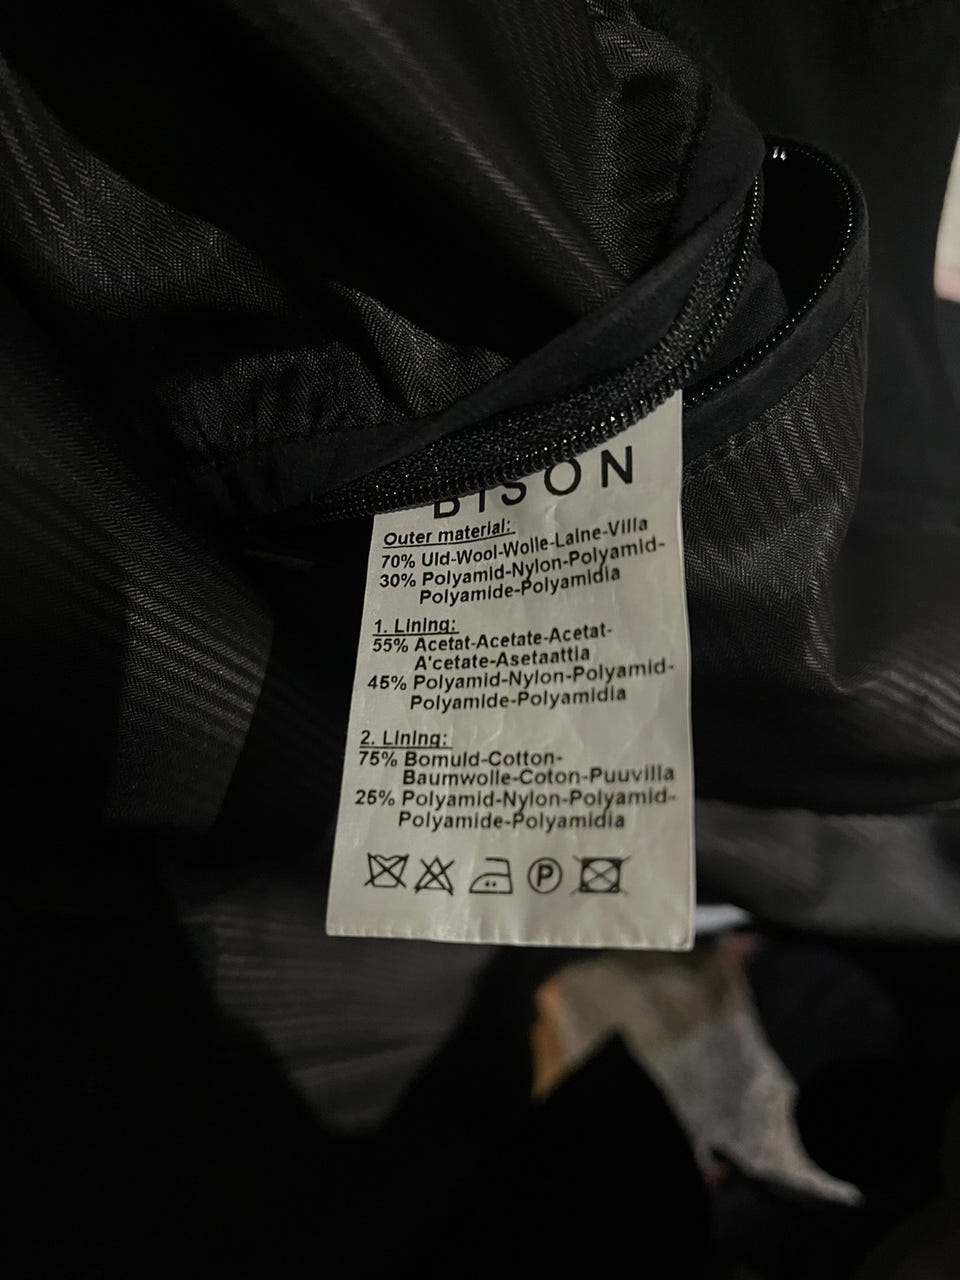 BISON
Outer material:
70% Uld-Wool-Wolle-Laine-Villa
30% Polyamid-Nylon-Polyamid-
Polyamide-Polyamidia
1. Lining:
55% Acetat-Acetate-Acetat-
A'cetate-Asetaattia
45% Polyamid-Nylon-Polyamid-
Polyamide-Polyamidia
2. Lining:
75% Bomuld-Cotton-
Baumwolle-Coton-Puuvilla
25% Polyamid-Nylon-Polyamid-
Polyamide-Polyamidia
P